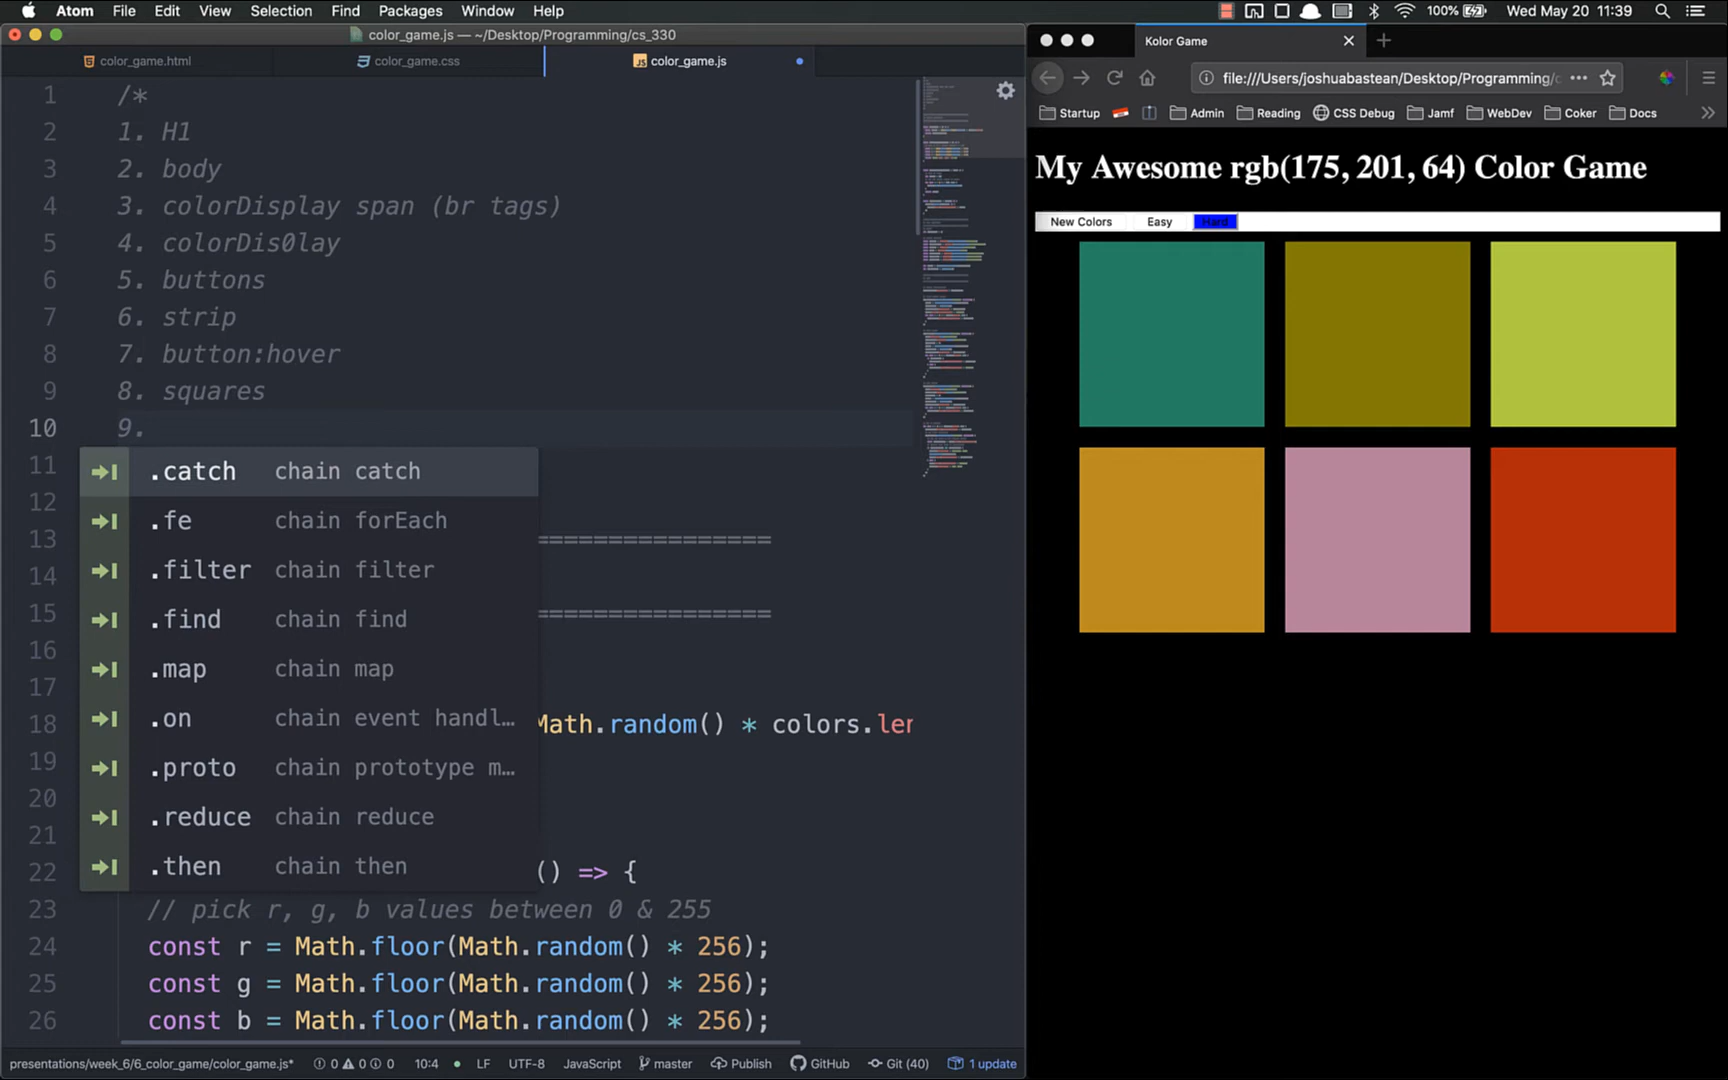 Atom File Edit View Selection Find Packages Window Help 100% Wed May 20 11:39
color_game.js — ~/Desktop/Programming/cs_330
color_game.html color_game.css color_game.js
Kolor Game
file:///Users/joshuabastean/Desktop/Programming/c
Startup Admin Reading CSS Debug Jamf WebDev Coker Docs
My Awesome rgb(175, 201, 64) Color Game
New Colors Easy Hard
1 /*
2 1. H1
3 2. body
4 3. colorDisplay span (br tags)
5 4. colorDis0lay
6 5. buttons
7 6. strip
8 7. button:hover
9 8. squares
10 9.
.catch chain catch
.fe chain forEach
.filter chain filter
.find chain find
.map chain map
.on chain event handl…
.proto chain prototype m…
.reduce chain reduce
.then chain then
11
12
13 ================
14
15 ================
16
17
18 Math.random() * colors.len
19
20
21
22 () => {
23 // pick r, g, b values between 0 & 255
24 const r = Math.floor(Math.random() * 256);
25 const g = Math.floor(Math.random() * 256);
26 const b = Math.floor(Math.random() * 256);
presentations/week_6/6_color_game/color_game.js* 0 0 0 10:4 LF UTF-8 JavaScript master Publish GitHub Git (40) 1 update